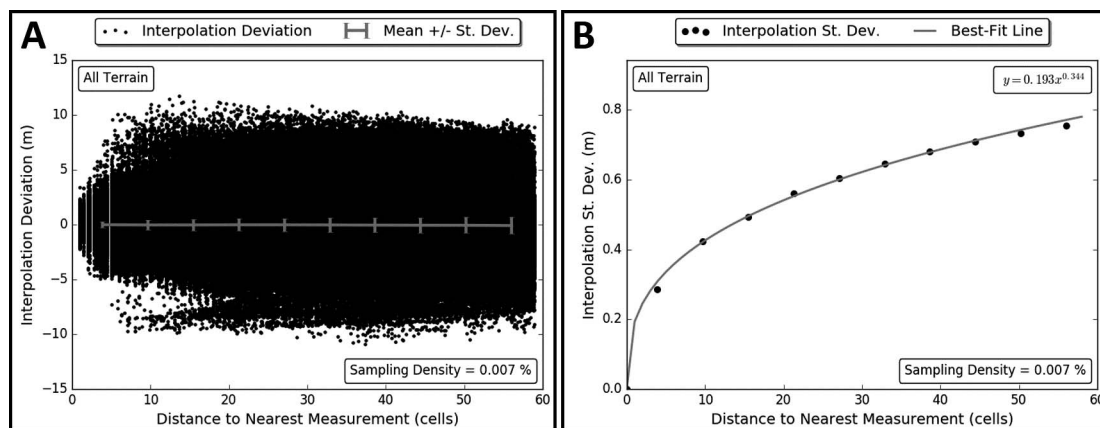 A
Interpolation Deviation
Mean +/- St. Dev.
All Terrain
15
10
5
0
−5
−10
−15
Interpolation Deviation (m)
Sampling Density = 0.007 %
0 10 20 30 40 50 60
Distance to Nearest Measurement (cells)
B
Interpolation St. Dev.
Best-Fit Line
All Terrain
y = 0.193x^0.344
0.8
0.6
0.4
0.2
0.0
Interpolation St. Dev. (m)
Sampling Density = 0.007 %
0 10 20 30 40 50 60
Distance to Nearest Measurement (cells)